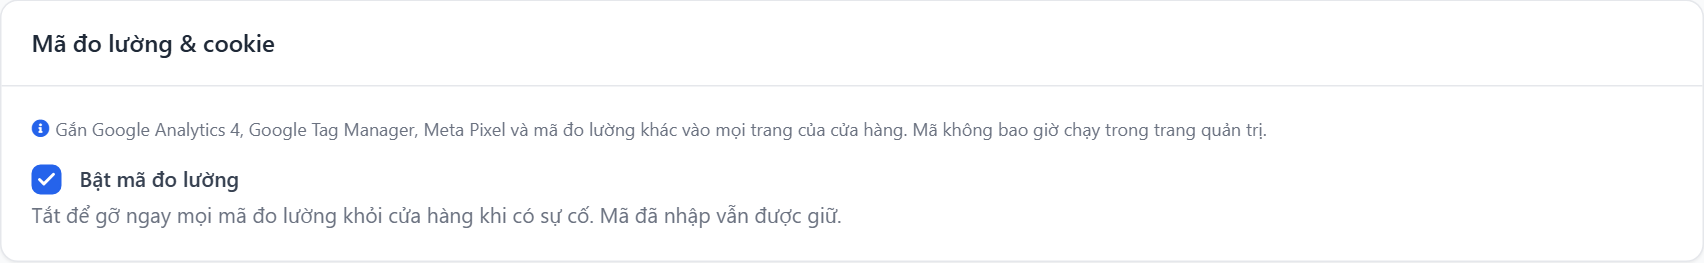 Mã đo lường & cookie
Gắn Google Analytics 4, Google Tag Manager, Meta Pixel và mã đo lường khác vào mọi trang của cửa hàng. Mã không bao giờ chạy trong trang quản trị.
Bật mã đo lường
Tắt để gỡ ngay mọi mã đo lường khỏi cửa hàng khi có sự cố. Mã đã nhập vẫn được giữ.